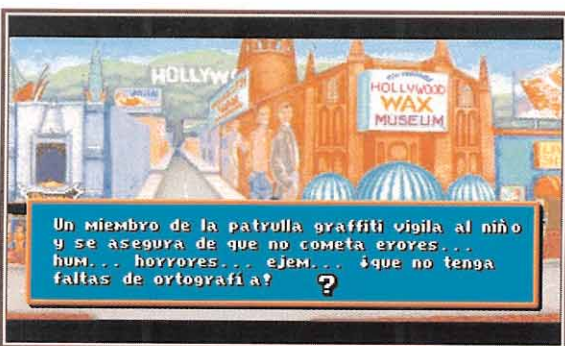 HOLLYW
HOLLYWOOD
WAX
MUSEUM
Un miembro de la patrulla graffiti vigila al niño
y se asegura de que no cometa erores...
hum... horrores... ejem... ¡que no tenga
faltas de ortografía!
?